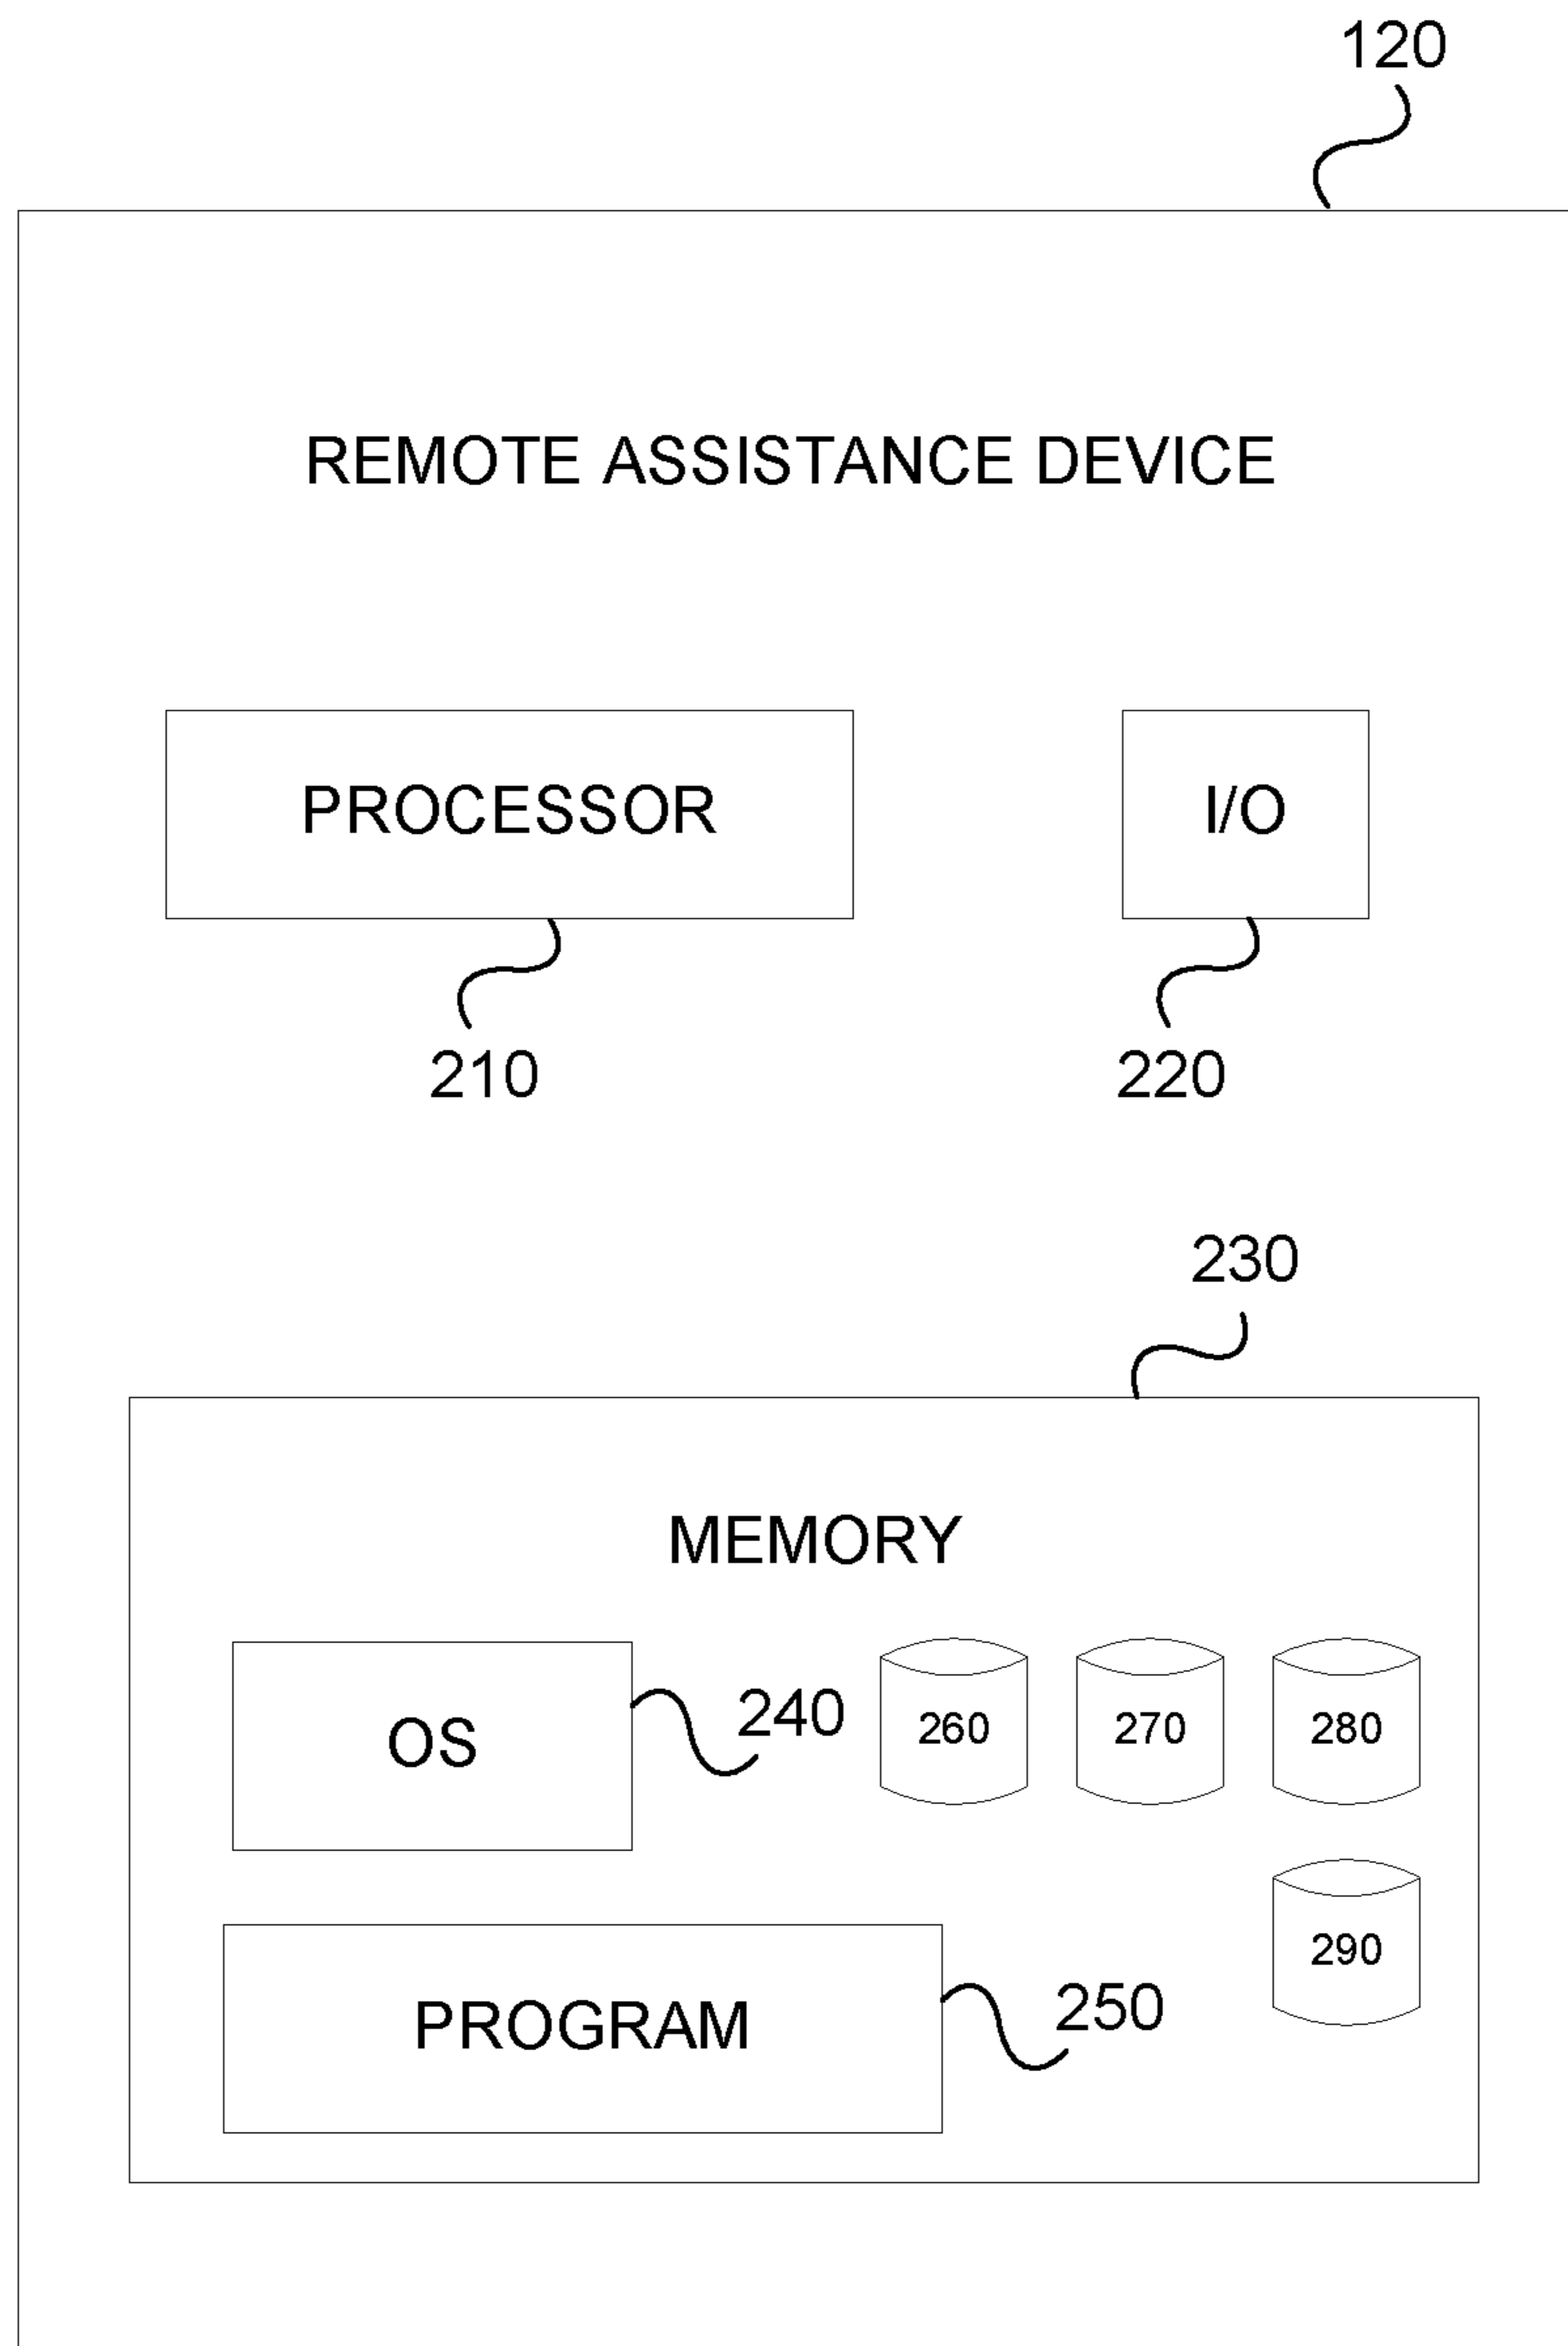 120
REMOTE ASSISTANCE DEVICE
PROCESSOR
I/O
210
220
230
MEMORY
OS
240
260
270
280
290
PROGRAM
250